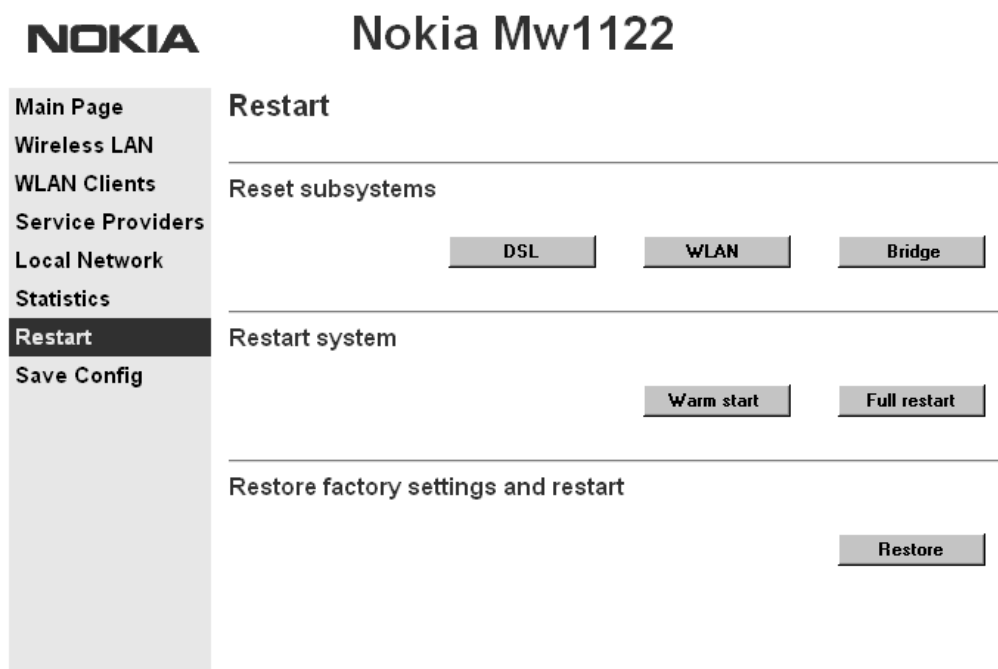 NOKIA
Nokia Mw1122
Main Page
Wireless LAN
WLAN Clients
Service Providers
Local Network
Statistics
Restart
Save Config
Restart
Reset subsystems
DSL WLAN Bridge
Restart system
Warm start Full restart
Restore factory settings and restart
Restore